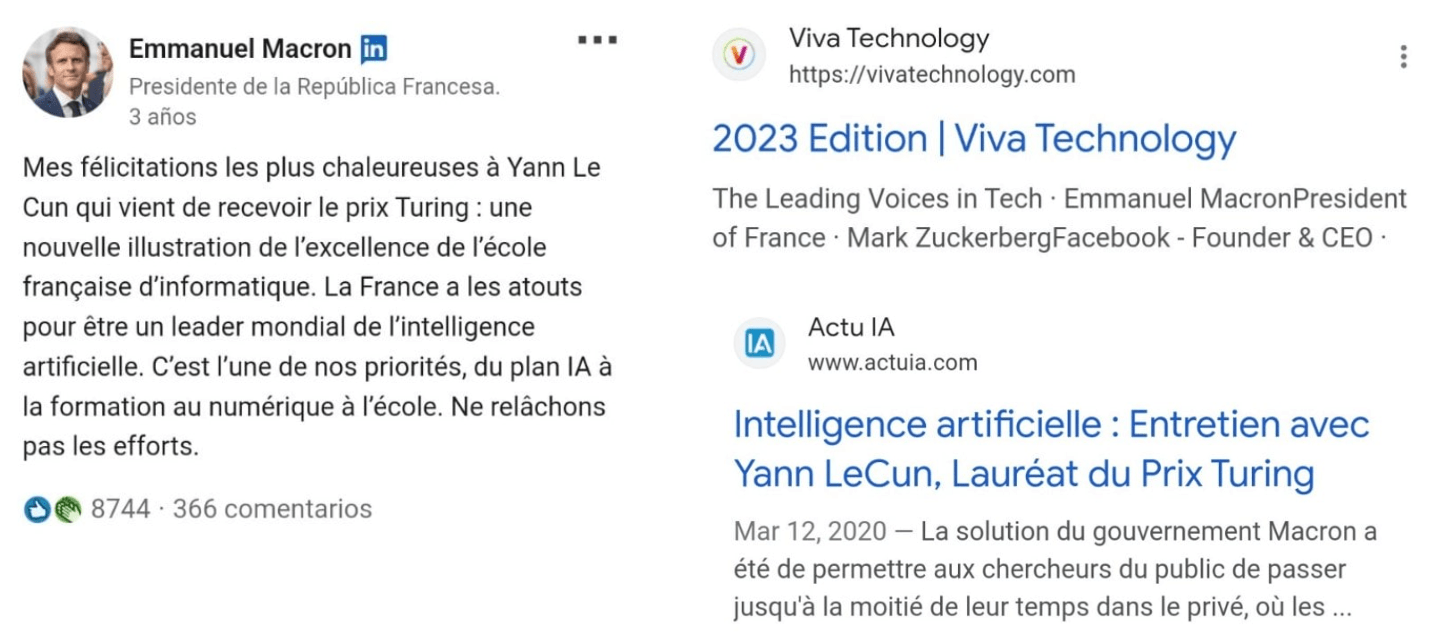 Emmanuel Macron in
Presidente de la República Francesa.
3 años
Mes félicitations les plus chaleureuses à Yann Le
Cun qui vient de recevoir le prix Turing : une
nouvelle illustration de l’excellence de l’école
française d’informatique. La France a les atouts
pour être un leader mondial de l’intelligence
artificielle. C’est l’une de nos priorités, du plan IA à
la formation au numérique à l’école. Ne relâchons
pas les efforts.
8744 · 366 comentarios
V
Viva Technology
https://vivatechnology.com
2023 Edition | Viva Technology
The Leading Voices in Tech · Emmanuel MacronPresident
of France · Mark ZuckerbergFacebook - Founder & CEO ·
IA
Actu IA
www.actuia.com
Intelligence artificielle : Entretien avec
Yann LeCun, Lauréat du Prix Turing
Mar 12, 2020 — La solution du gouvernement Macron a
été de permettre aux chercheurs du public de passer
jusqu'à la moitié de leur temps dans le privé, où les ...